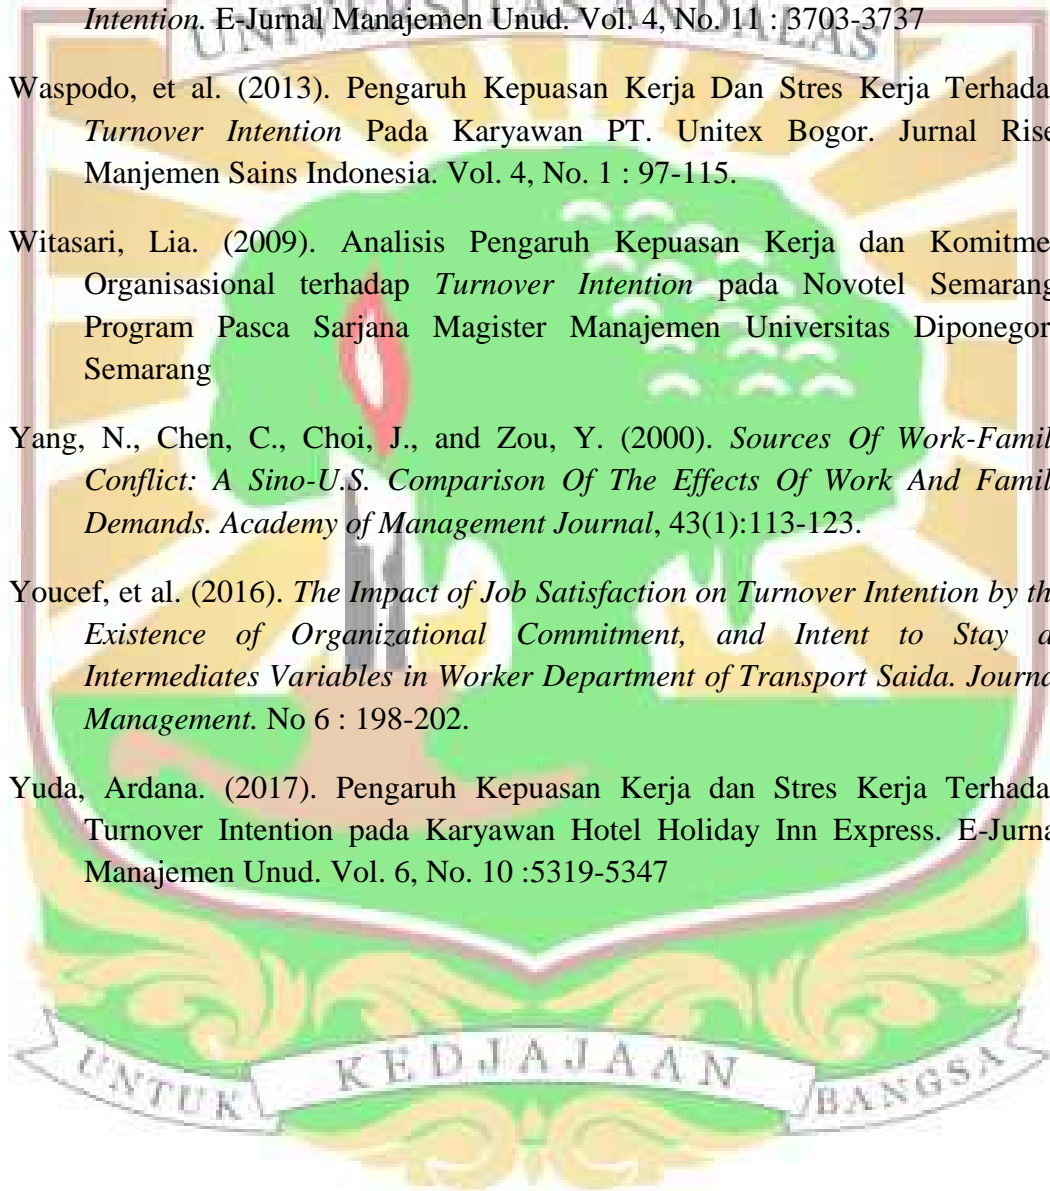 Intention. E-Jurnal Manajemen Unud. Vol. 4, No. 11 : 3703-3737
UNIVERSITAS ANDALAS
Waspodo, et al. (2013). Pengaruh Kepuasan Kerja Dan Stres Kerja Terhada
Turnover Intention Pada Karyawan PT. Unitex Bogor. Jurnal Rise
Manjemen Sains Indonesia. Vol. 4, No. 1 : 97-115.
Witasari, Lia. (2009). Analisis Pengaruh Kepuasan Kerja dan Komitme
Organisasional terhadap Turnover Intention pada Novotel Semarang
Program Pasca Sarjana Magister Manajemen Universitas Diponegor
Semarang
Yang, N., Chen, C., Choi, J., and Zou, Y. (2000). Sources Of Work-Famil
Conflict: A Sino-U.S. Comparison Of The Effects Of Work And Famil
Demands. Academy of Management Journal, 43(1):113-123.
Youcef, et al. (2016). The Impact of Job Satisfaction on Turnover Intention by th
Existence of Organizational Commitment, and Intent to Stay a
Intermediates Variables in Worker Department of Transport Saida. Journa
Management. No 6 : 198-202.
Yuda, Ardana. (2017). Pengaruh Kepuasan Kerja dan Stres Kerja Terhada
Turnover Intention pada Karyawan Hotel Holiday Inn Express. E-Jurna
Manajemen Unud. Vol. 6, No. 10 :5319-5347
UNTUK KEDJAJAAN BANGSA